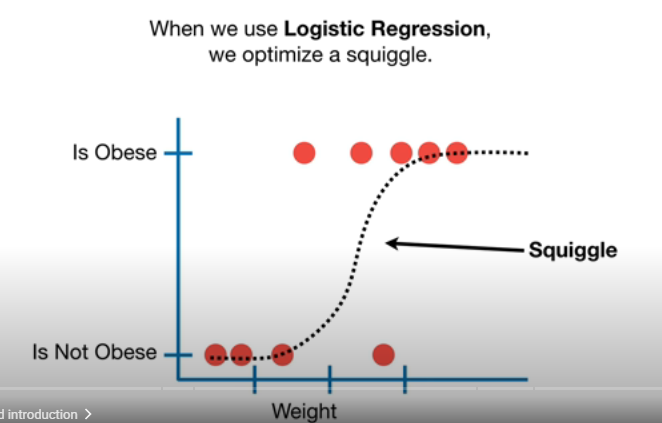 When we use Logistic Regression,
we optimize a squiggle.
Is Obese
Squiggle
Is Not Obese
Weight
d introduction >